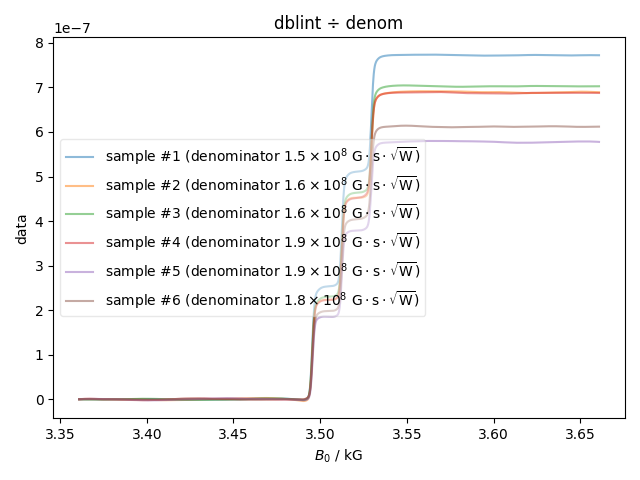 dblint ÷ denom
1e−7
8
7
6
5
4
3
2
1
0
data
sample #1 (denominator 1.5 × 10⁸ G · s · √W)
sample #2 (denominator 1.6 × 10⁸ G · s · √W)
sample #3 (denominator 1.6 × 10⁸ G · s · √W)
sample #4 (denominator 1.9 × 10⁸ G · s · √W)
sample #5 (denominator 1.9 × 10⁸ G · s · √W)
sample #6 (denominator 1.8 × 10⁸ G · s · √W)
3.35 3.40 3.45 3.50 3.55 3.60 3.65
B₀ / kG